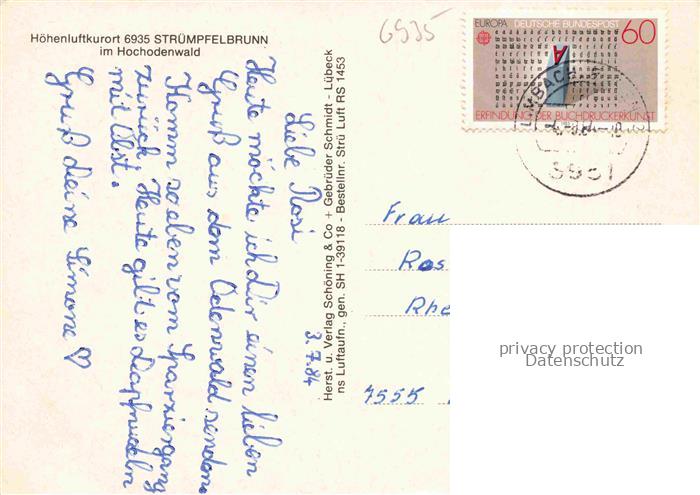 Höhenluftkurort 6935 STRÜMPFELBRUNN
im Hochodenwald
6935
EUROPA DEUTSCHE BUNDESPOST 60
A
ERFINDUNG DER BUCHDRUCKERKUNST
6951
3.7.84
Liebe Rosi
Heute möchte ich Dir einen lieben
Gruß aus dem Odenwald senden.
Komm soeben vom Sparziergang
zurück, Heute gibt es Dampfnudeln
mit Obst.
Gruß Deine Simone ♡
Herst. u. Verlag Schöning & Co + Gebrüder Schmidt - Lübeck
ns Luftaufn., gen. SH 1-39118 - Bestellnr. Strü Luft RS 1453
Frau
Ros
Rhe
7555
privacy protection
Datenschutz